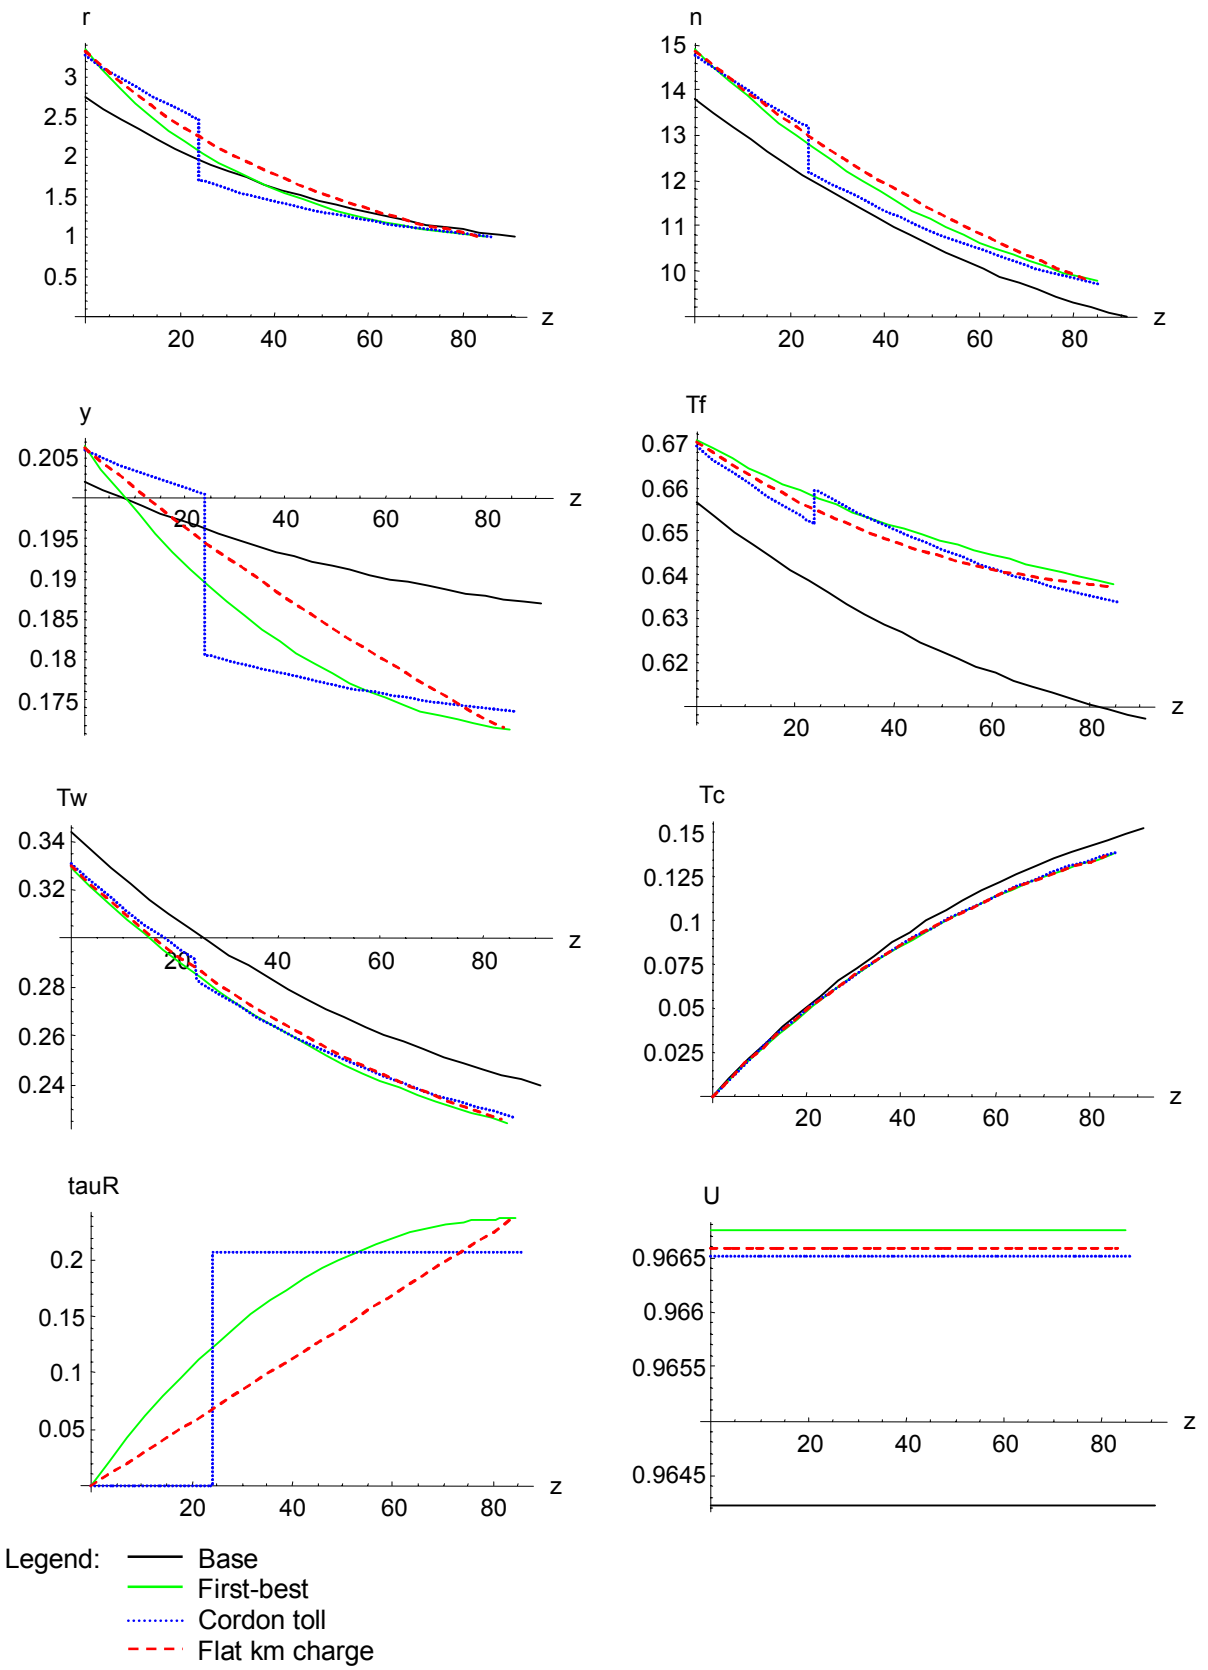 r
3
2.5
2
1.5
1
0.5
20 40 60 80 z
n
15
14
13
12
11
10
20 40 60 80 z
y
0.205
0.195
0.19
0.185
0.18
0.175
20 40 60 80 z
Tf
0.67
0.66
0.65
0.64
0.63
0.62
20 40 60 80 z
Tw
0.34
0.32
0.28
0.26
0.24
20 40 60 80 z
Tc
0.15
0.125
0.1
0.075
0.05
0.025
20 40 60 80 z
tauR
0.2
0.15
0.1
0.05
20 40 60 80 z
U
0.9665
0.966
0.9655
0.9645
20 40 60 80 z
Legend: Base
First-best
Cordon toll
Flat km charge